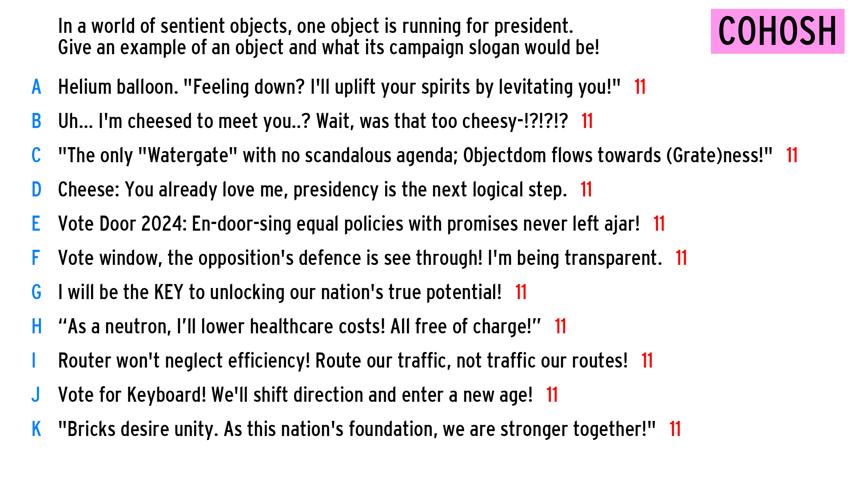 In a world of sentient objects, one object is running for president.
Give an example of an object and what its campaign slogan would be!
COHOSH
A Helium balloon. "Feeling down? I'll uplift your spirits by levitating you!" 11
B Uh... I'm cheesed to meet you..? Wait, was that too cheesy-!?!?!? 11
C "The only "Watergate" with no scandalous agenda; Objectdom flows towards (Grate)ness!" 11
D Cheese: You already love me, presidency is the next logical step. 11
E Vote Door 2024: En-door-sing equal policies with promises never left ajar! 11
F Vote window, the opposition's defence is see through! I'm being transparent. 11
G I will be the KEY to unlocking our nation's true potential! 11
H “As a neutron, I’ll lower healthcare costs! All free of charge!” 11
I Router won't neglect efficiency! Route our traffic, not traffic our routes! 11
J Vote for Keyboard! We'll shift direction and enter a new age! 11
K "Bricks desire unity. As this nation's foundation, we are stronger together!" 11